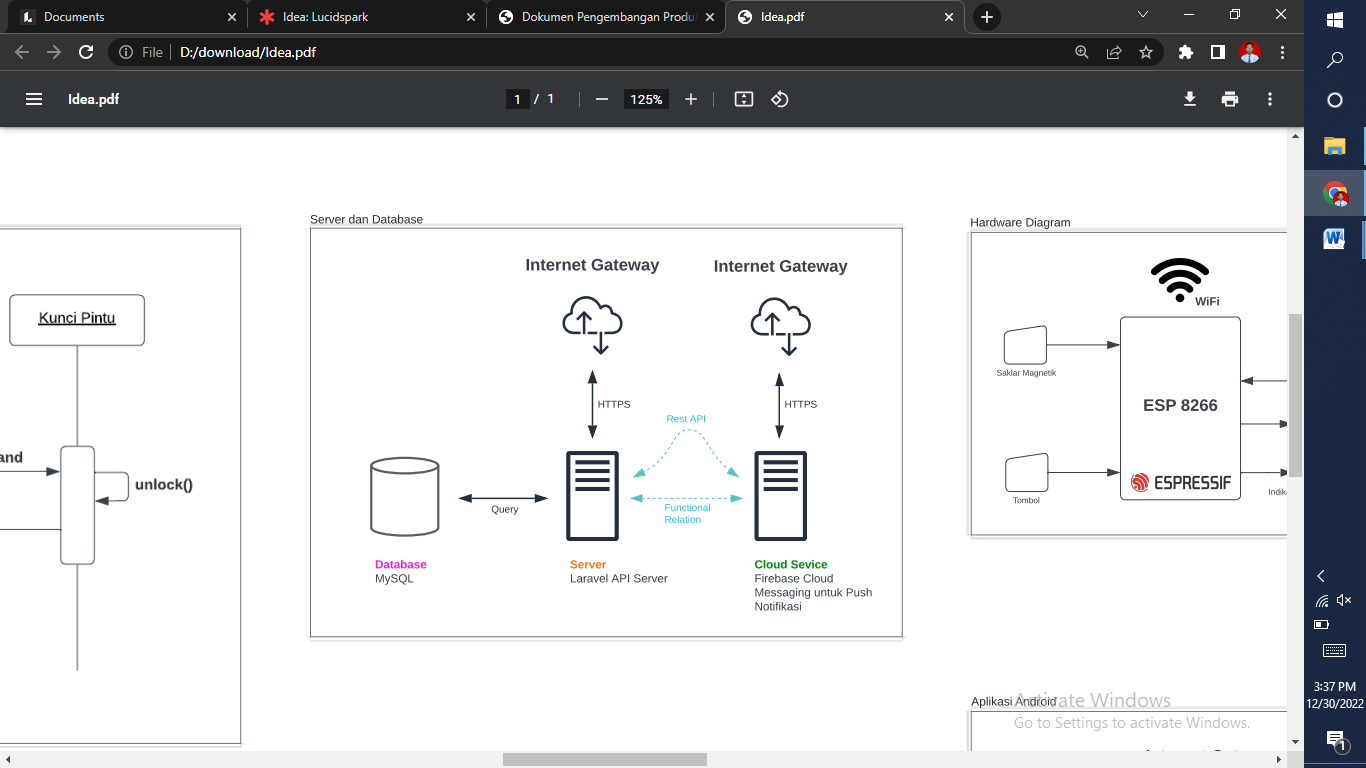 Documents
Idea: Lucidspark
Dokumen Pengembangan Produ
Idea.pdf
File
D:/download/Idea.pdf
Idea.pdf
1 / 1
125%
Server dan Database
Hardware Diagram
Internet Gateway
Internet Gateway
WiFi
Kunci Pintu
Saklar Magnetik
HTTPS
HTTPS
ESP 8266
Rest API
and
unlock()
ESPRESSIF
Tombol
Indik
Query
Functional
Relation
Database
MySQL
Server
Laravel API Server
Cloud Sevice
Firebase Cloud
Messaging untuk Push
Notifikasi
Aplikasi Android
Activate Windows
Go to Settings to activate Windows.
3:37 PM
12/30/2022
1